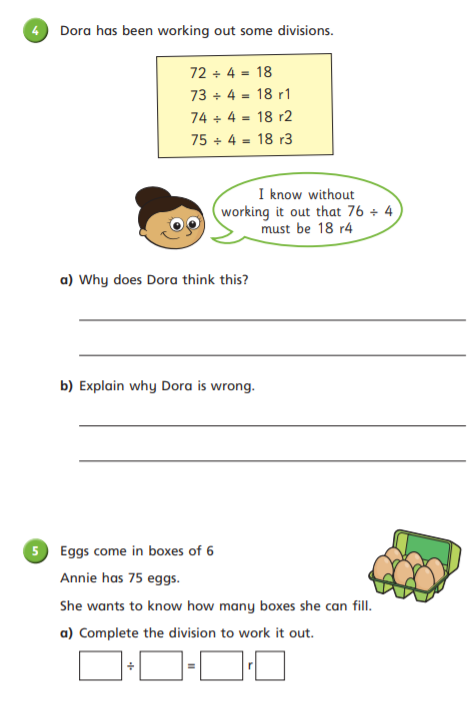 4 Dora has been working out some divisions.
72 ÷ 4 = 18
73 ÷ 4 = 18 r1
74 ÷ 4 = 18 r2
75 ÷ 4 = 18 r3
I know without
working it out that 76 ÷ 4
must be 18 r4
a) Why does Dora think this?
b) Explain why Dora is wrong.
5 Eggs come in boxes of 6
Annie has 75 eggs.
She wants to know how many boxes she can fill.
a) Complete the division to work it out.
÷ = r